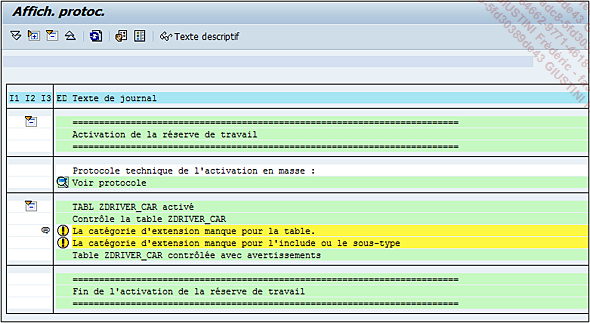 Affich. protoc.
Texte descriptif
I1 I2 I3 ED Texte de journal
==========================================================================
Activation de la réserve de travail
==========================================================================
Protocole technique de l'activation en masse :
Voir protocole
TABL ZDRIVER_CAR activé
Contrôle la table ZDRIVER_CAR
La catégorie d'extension manque pour la table.
La catégorie d'extension manque pour l'include ou le sous-type
Table ZDRIVER_CAR contrôlée avec avertissements
==========================================================================
Fin de l'activation de la réserve de travail
==========================================================================